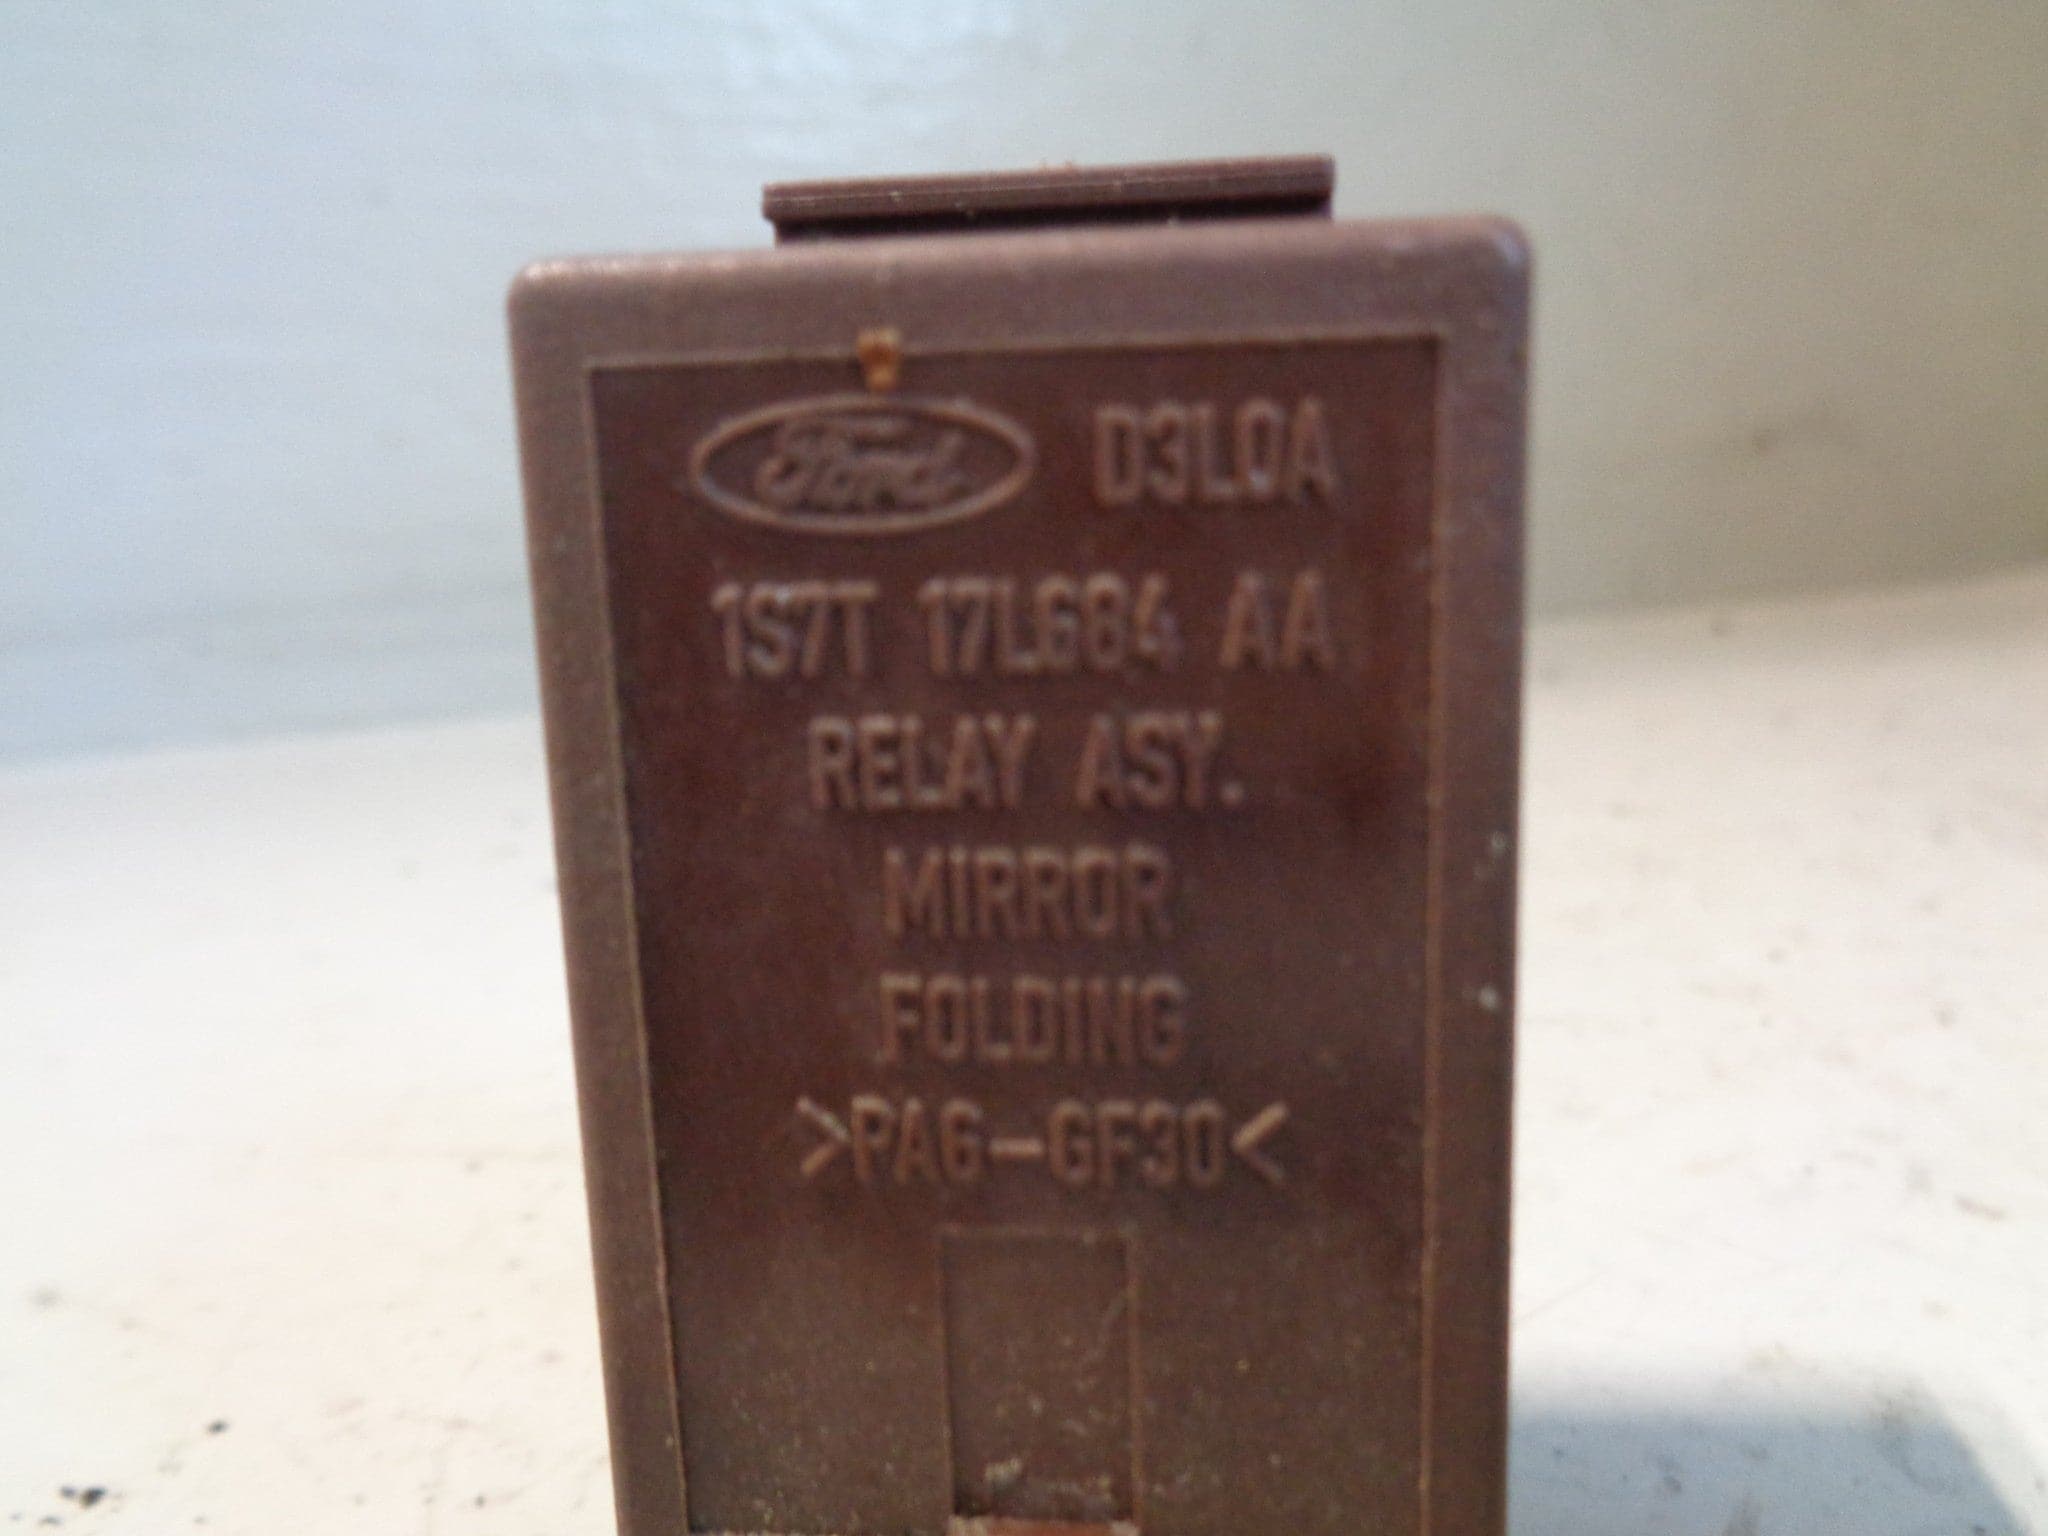 Ford D3L0A
1S7T 17L684 AA
RELAY ASY.
MIRROR
FOLDING
>PA6-GF30<